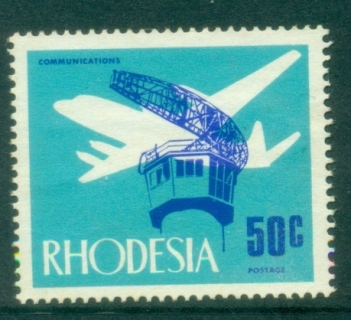 COMMUNICATIONS
50C
RHODESIA
POSTAGE